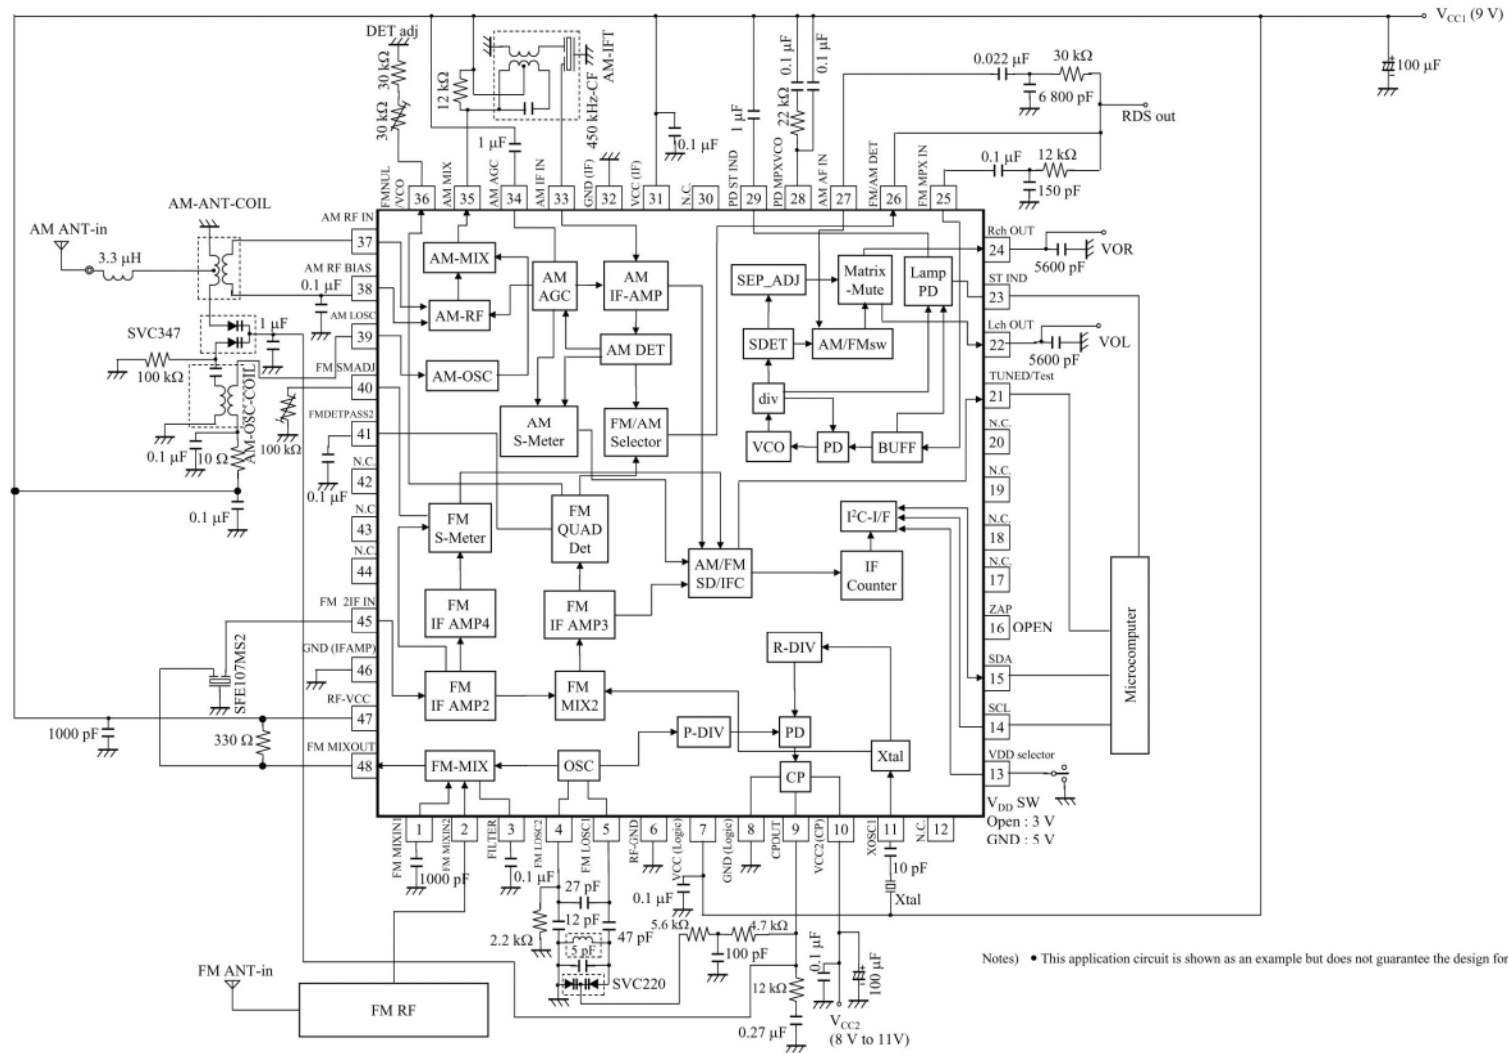 V_CC1 (9 V)
100 µF
DET adj
30 kΩ
30 kΩ
12 kΩ
1 µF
450 kHz-CF
AM-IFT
0.1 µF
1 µF
22 kΩ
0.1 µF
0.1 µF
0.022 µF
30 kΩ
6 800 pF
RDS out
0.1 µF
12 kΩ
150 pF
FMNUL
/VCO
AM MIX
AM AGC
AM IF IN
GND (IF)
VCC (IF)
N.C.
PD ST IND
PD MPXVCO
AM AF IN
FM/AM DET
FM MPX IN
36
35
34
33
32
31
30
29
28
27
26
25
AM-ANT-COIL
AM ANT-in
3.3 µH
AM RF IN
37
AM RF BIAS
0.1 µF
38
AM LOSC
39
SVC347
1 µF
100 kΩ
FM SMADJ
40
AM-OSC-COIL
FMDETPASS2
100 kΩ
41
0.1 µF
10 Ω
N.C.
42
0.1 µF
0.1 µF
N.C
43
N.C.
44
FM 2IF IN
45
GND (IFAMP)
46
SFE107MS2
RF-VCC
47
1000 pF
330 Ω
FM MIXOUT
48
AM-MIX
AM-RF
AM
AGC
AM
IF-AMP
AM DET
AM-OSC
AM
S-Meter
FM/AM
Selector
SEP_ADJ
Matrix
-Mute
Lamp
PD
SDET
AM/FMsw
div
VCO
PD
BUFF
FM
S-Meter
FM
QUAD
Det
I²C-I/F
AM/FM
SD/IFC
IF
Counter
FM
IF AMP4
FM
IF AMP3
R-DIV
FM
IF AMP2
FM
MIX2
P-DIV
PD
Xtal
FM-MIX
OSC
CP
Rch OUT
24
VOR
5600 pF
ST IND
23
Lch OUT
22
VOL
5600 pF
TUNED/Test
21
N.C.
20
N.C.
19
N.C.
18
N.C.
17
ZAP
16
OPEN
SDA
15
SCL
14
Microcomputer
VDD selector
13
V_DD SW
Open : 3 V
GND : 5 V
1
2
3
4
5
6
7
8
9
10
11
12
FM MIXIN1
FM MIXIN2
FILTER
FM LOSC2
FM LOSC1
RF-GND
VCC (Logic)
GND (Logic)
CPOUT
VCC2 (CP)
XOSC1
N.C.
1000 pF
0.1 µF
27 pF
12 pF
2.2 kΩ
47 pF
5 pF
SVC220
0.1 µF
5.6 kΩ
4.7 kΩ
100 pF
12 kΩ
0.27 µF
0.1 µF
100 µF
V_CC2
(8 V to 11V)
10 pF
Xtal
FM ANT-in
FM RF
Notes) • This application circuit is shown as an example but does not guarantee the design for